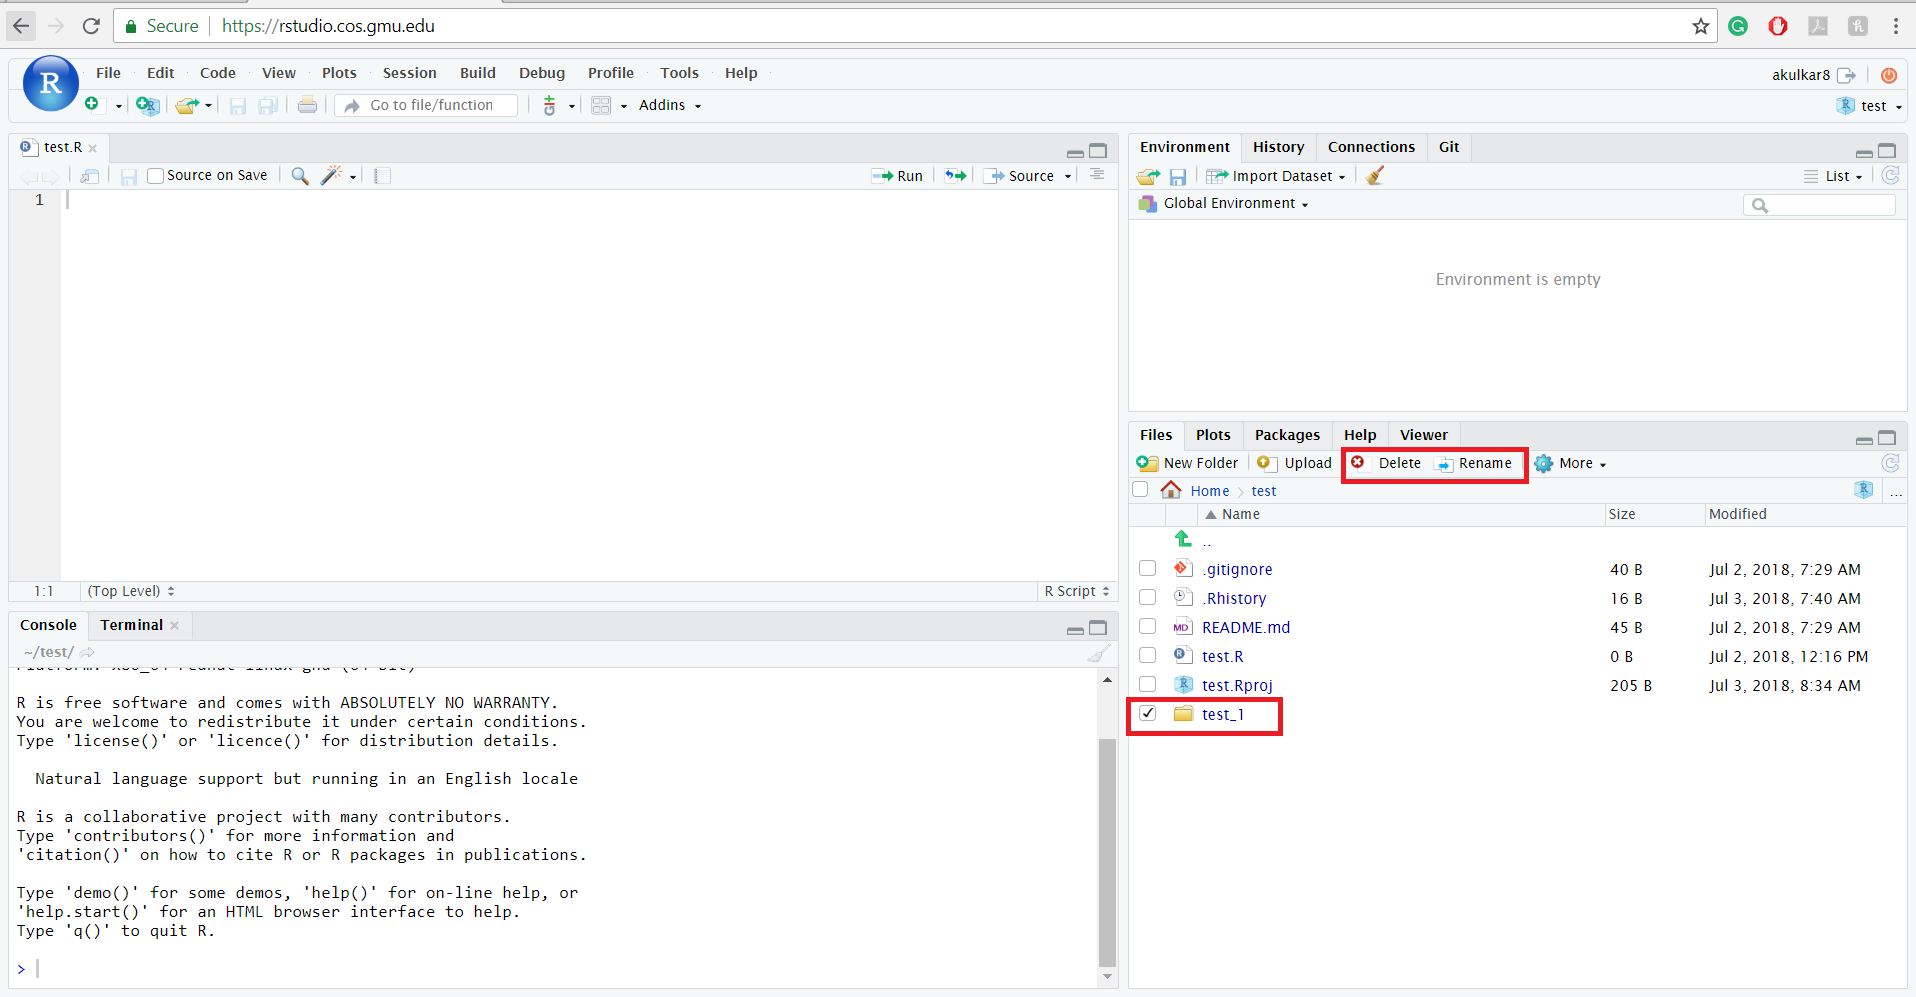 Secure https://rstudio.cos.gmu.edu
R File Edit Code View Plots Session Build Debug Profile Tools Help
akulkar8
Go to file/function Addins
test
test.R
Source on Save Run Source
1
1:1 (Top Level) R Script
Console Terminal
~/test/
Platform: x86_64-redhat-linux-gnu (64-bit)
R is free software and comes with ABSOLUTELY NO WARRANTY.
You are welcome to redistribute it under certain conditions.
Type 'license()' or 'licence()' for distribution details.
Natural language support but running in an English locale
R is a collaborative project with many contributors.
Type 'contributors()' for more information and
'citation()' on how to cite R or R packages in publications.
Type 'demo()' for some demos, 'help()' for on-line help, or
'help.start()' for an HTML browser interface to help.
Type 'q()' to quit R.
>
Environment History Connections Git
Import Dataset List
Global Environment
Environment is empty
Files Plots Packages Help Viewer
New Folder Upload Delete Rename More
Home test ...
Name Size Modified
..
.gitignore 40 B Jul 2, 2018, 7:29 AM
.Rhistory 16 B Jul 3, 2018, 7:40 AM
MD README.md 45 B Jul 2, 2018, 7:29 AM
test.R 0 B Jul 2, 2018, 12:16 PM
test.Rproj 205 B Jul 3, 2018, 8:34 AM
test_1